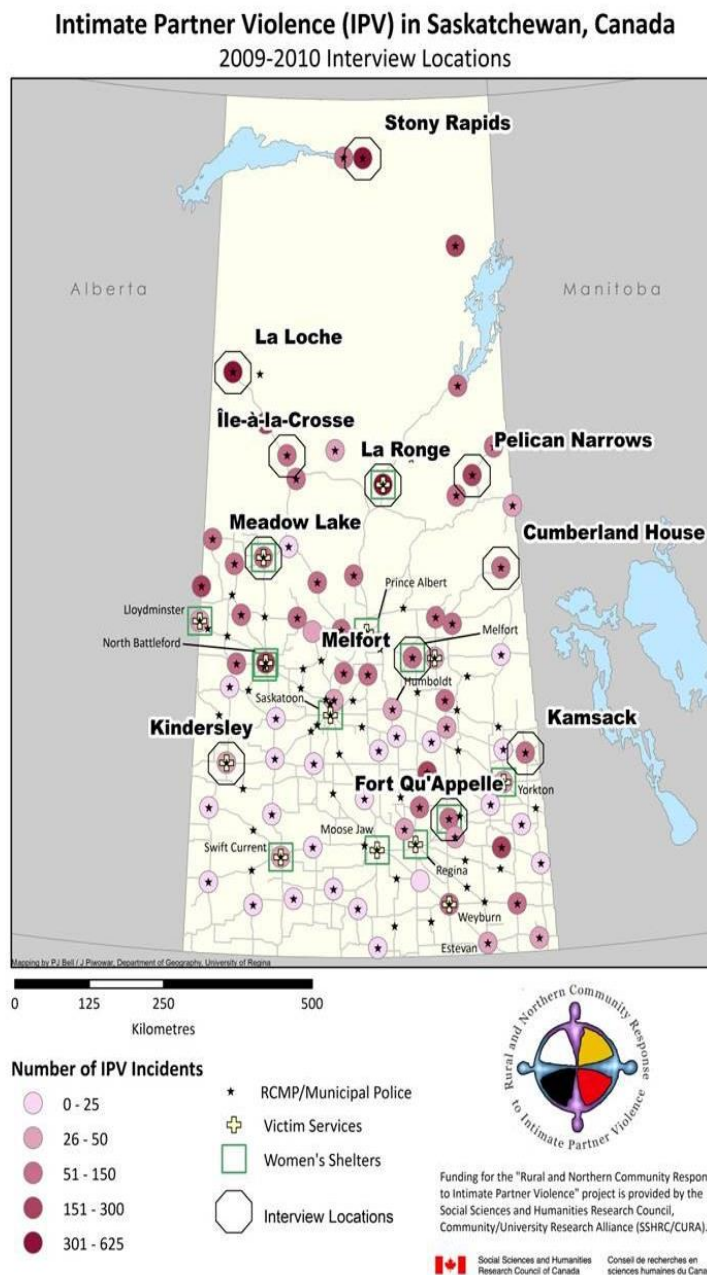 Intimate Partner Violence (IPV) in Saskatchewan, Canada
2009-2010 Interview Locations
Stony Rapids
Alberta
Manitoba
La Loche
Île-à-la-Crosse
La Ronge
Pelican Narrows
Meadow Lake
Cumberland House
Prince Albert
Lloydminster
North Battleford
Melfort
Melfort
Humboldt
Saskatoon
Kamsack
Kindersley
Fort Qu'Appelle
Yorkton
Moose Jaw
Swift Current
Regina
Weyburn
Estevan
Mapping by PJ Bell / J Piwowar, Department of Geography, University of Regina
0 125 250 500
Kilometres
Number of IPV Incidents
0 - 25
26 - 50
51 - 150
151 - 300
301 - 625
RCMP/Municipal Police
Victim Services
Women's Shelters
Interview Locations
Rural and Northern Community Response
to Intimate Partner Violence
Funding for the "Rural and Northern Community Respon
to Intimate Partner Violence" project is provided by the
Social Sciences and Humanities Research Council,
Community/University Research Alliance (SSHRC/CURA).
Social Sciences and Humanities
Research Council of Canada
Conseil de recherches en
sciences humaines du Cana